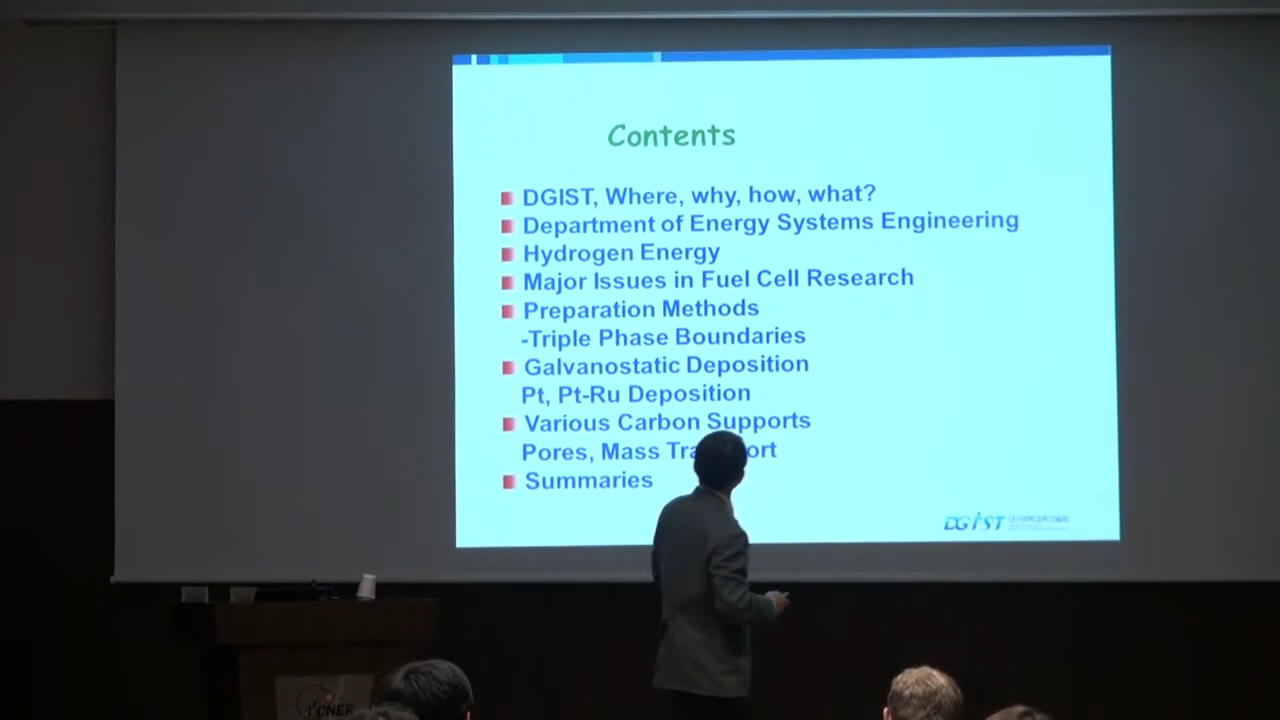 Contents
DGIST, Where, why, how, what?
Department of Energy Systems Engineering
Hydrogen Energy
Major Issues in Fuel Cell Research
Preparation Methods
-Triple Phase Boundaries
Galvanostatic Deposition
Pt, Pt-Ru Deposition
Various Carbon Supports
Pores, Mass
Summaries
DGIST
I²CNER